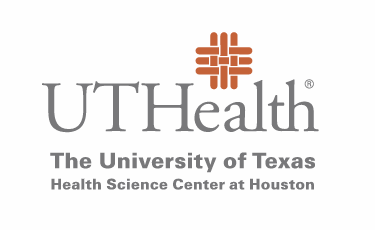 UTHealth®
The University of Texas
Health Science Center at Houston